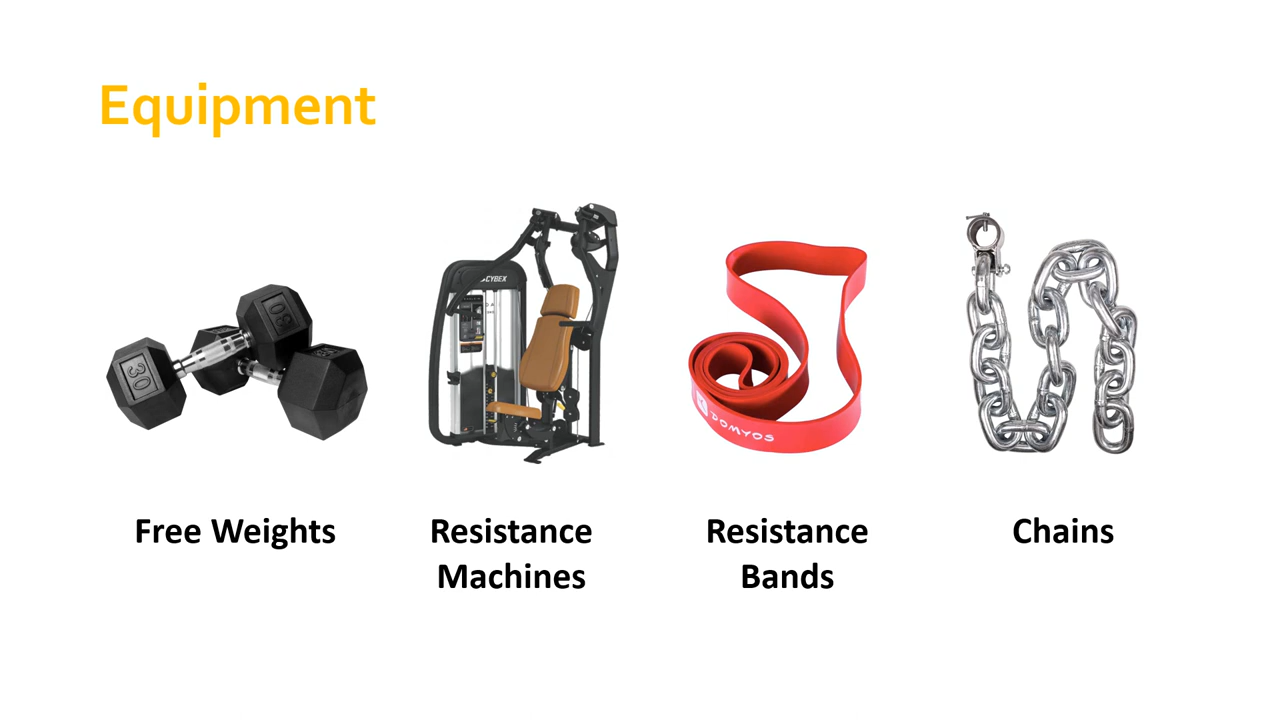 Equipment
CYBEX
30
30
DOMYOS
Free Weights
Resistance
Machines
Resistance
Bands
Chains